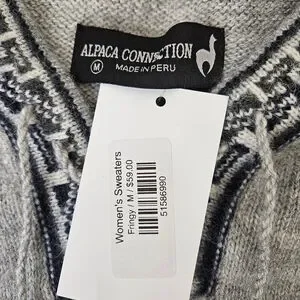 ALPACA CONNECTION
M
MADE IN PERU
Women's Sweaters
Fringy / M / $59.00
51586990